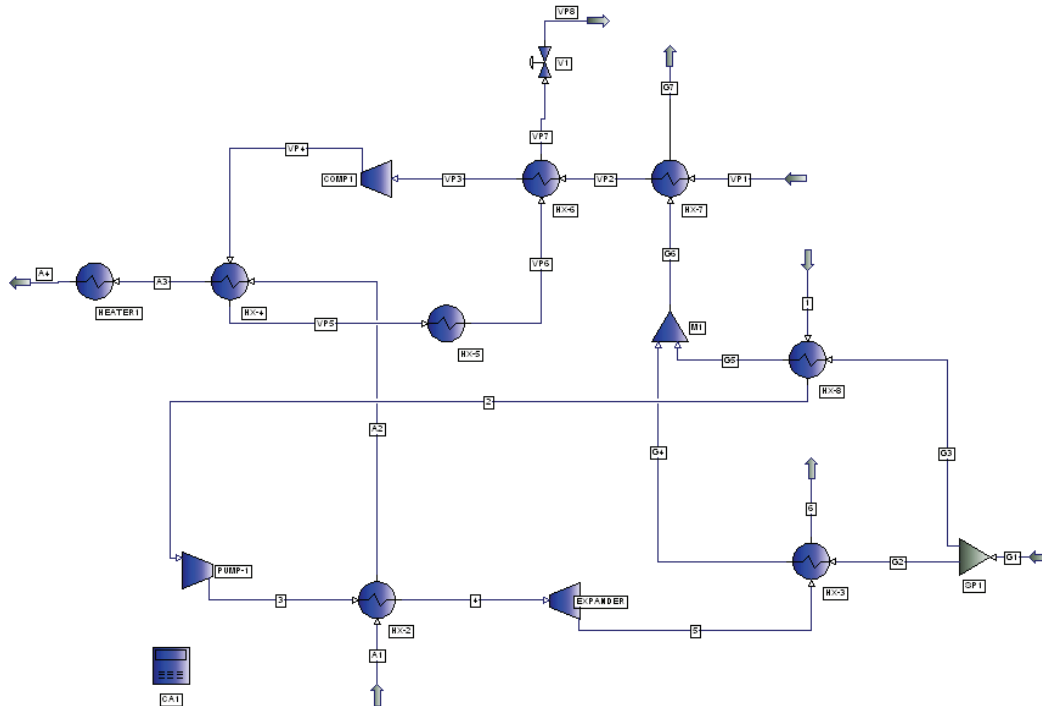 VP8
V1
G7
VP7
VP4
COMP1
VP3
VP2
VP1
HX-6
HX-7
G6
VP6
A4
A3
HEATER1
HX-4
VP5
HX-5
M1
1
G5
HX-8
2
A2
G4
G3
6
PUMP-1
G2
G1
SP1
3
4
EXPANDER
HX-3
HX-2
5
A1
CA1